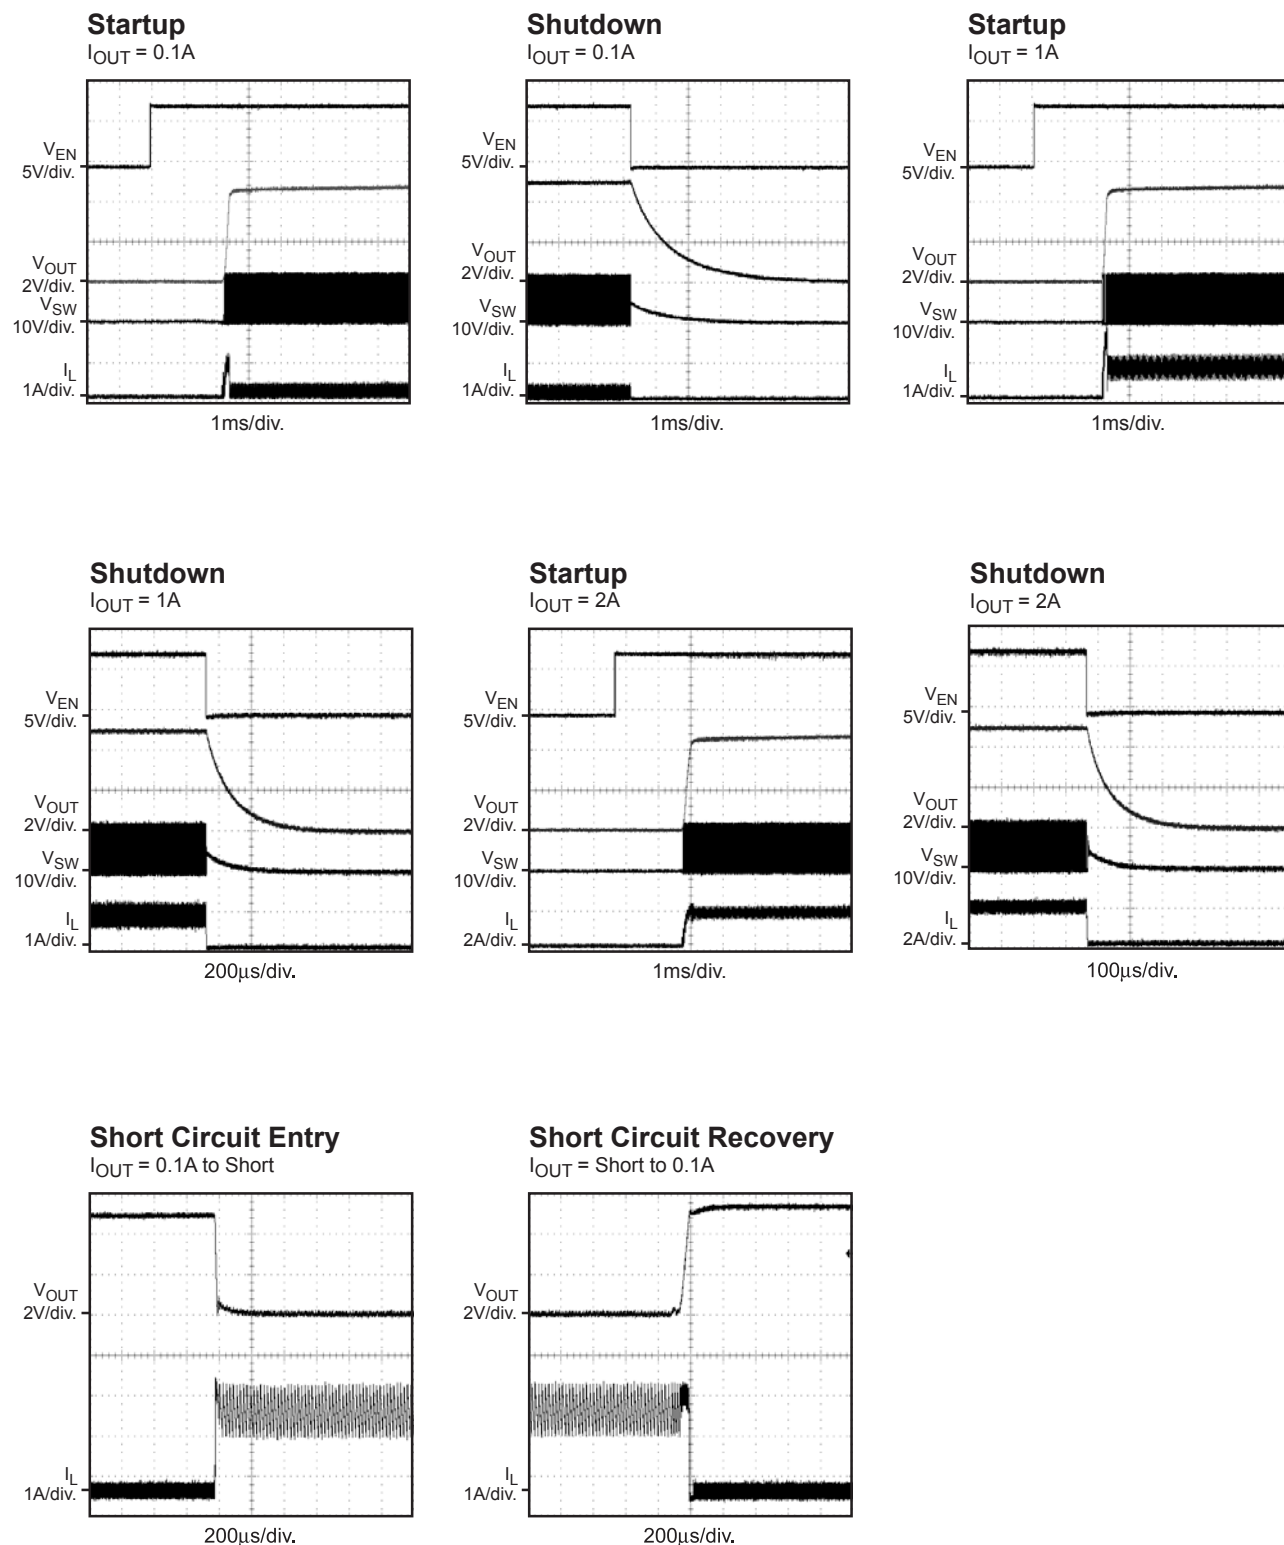 Startup
IOUT = 0.1A
VEN
5V/div.
VOUT
2V/div.
VSW
10V/div.
IL
1A/div.
1ms/div.
Shutdown
IOUT = 0.1A
VEN
5V/div.
VOUT
2V/div.
VSW
10V/div.
IL
1A/div.
1ms/div.
Startup
IOUT = 1A
VEN
5V/div.
VOUT
2V/div.
VSW
10V/div.
IL
1A/div.
1ms/div.
Shutdown
IOUT = 1A
VEN
5V/div.
VOUT
2V/div.
VSW
10V/div.
IL
1A/div.
200µs/div.
Startup
IOUT = 2A
VEN
5V/div.
VOUT
2V/div.
VSW
10V/div.
IL
2A/div.
1ms/div.
Shutdown
IOUT = 2A
VEN
5V/div.
VOUT
2V/div.
VSW
10V/div.
IL
2A/div.
100µs/div.
Short Circuit Entry
IOUT = 0.1A to Short
VOUT
2V/div.
IL
1A/div.
200µs/div.
Short Circuit Recovery
IOUT = Short to 0.1A
VOUT
2V/div.
IL
1A/div.
200µs/div.